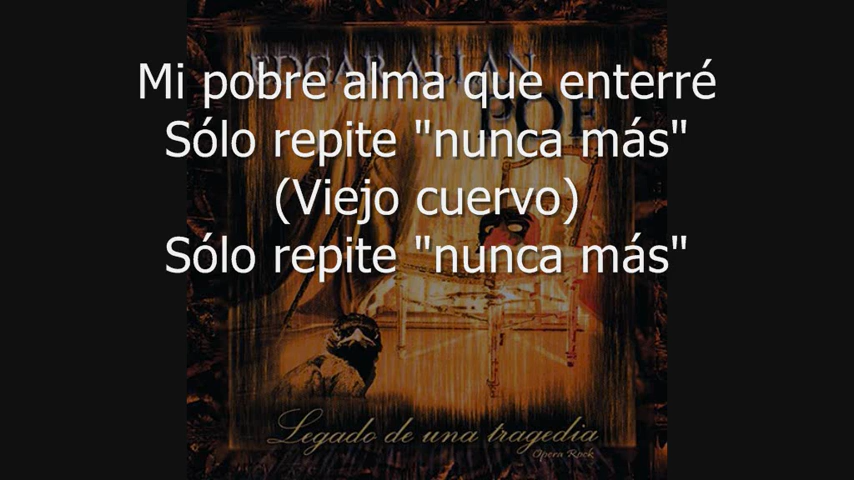 EDGAR ALLAN
POE
Mi pobre alma que enterré
Sólo repite "nunca más"
(Viejo cuervo)
Sólo repite "nunca más"
Legado de una tragedia
Opera Rock